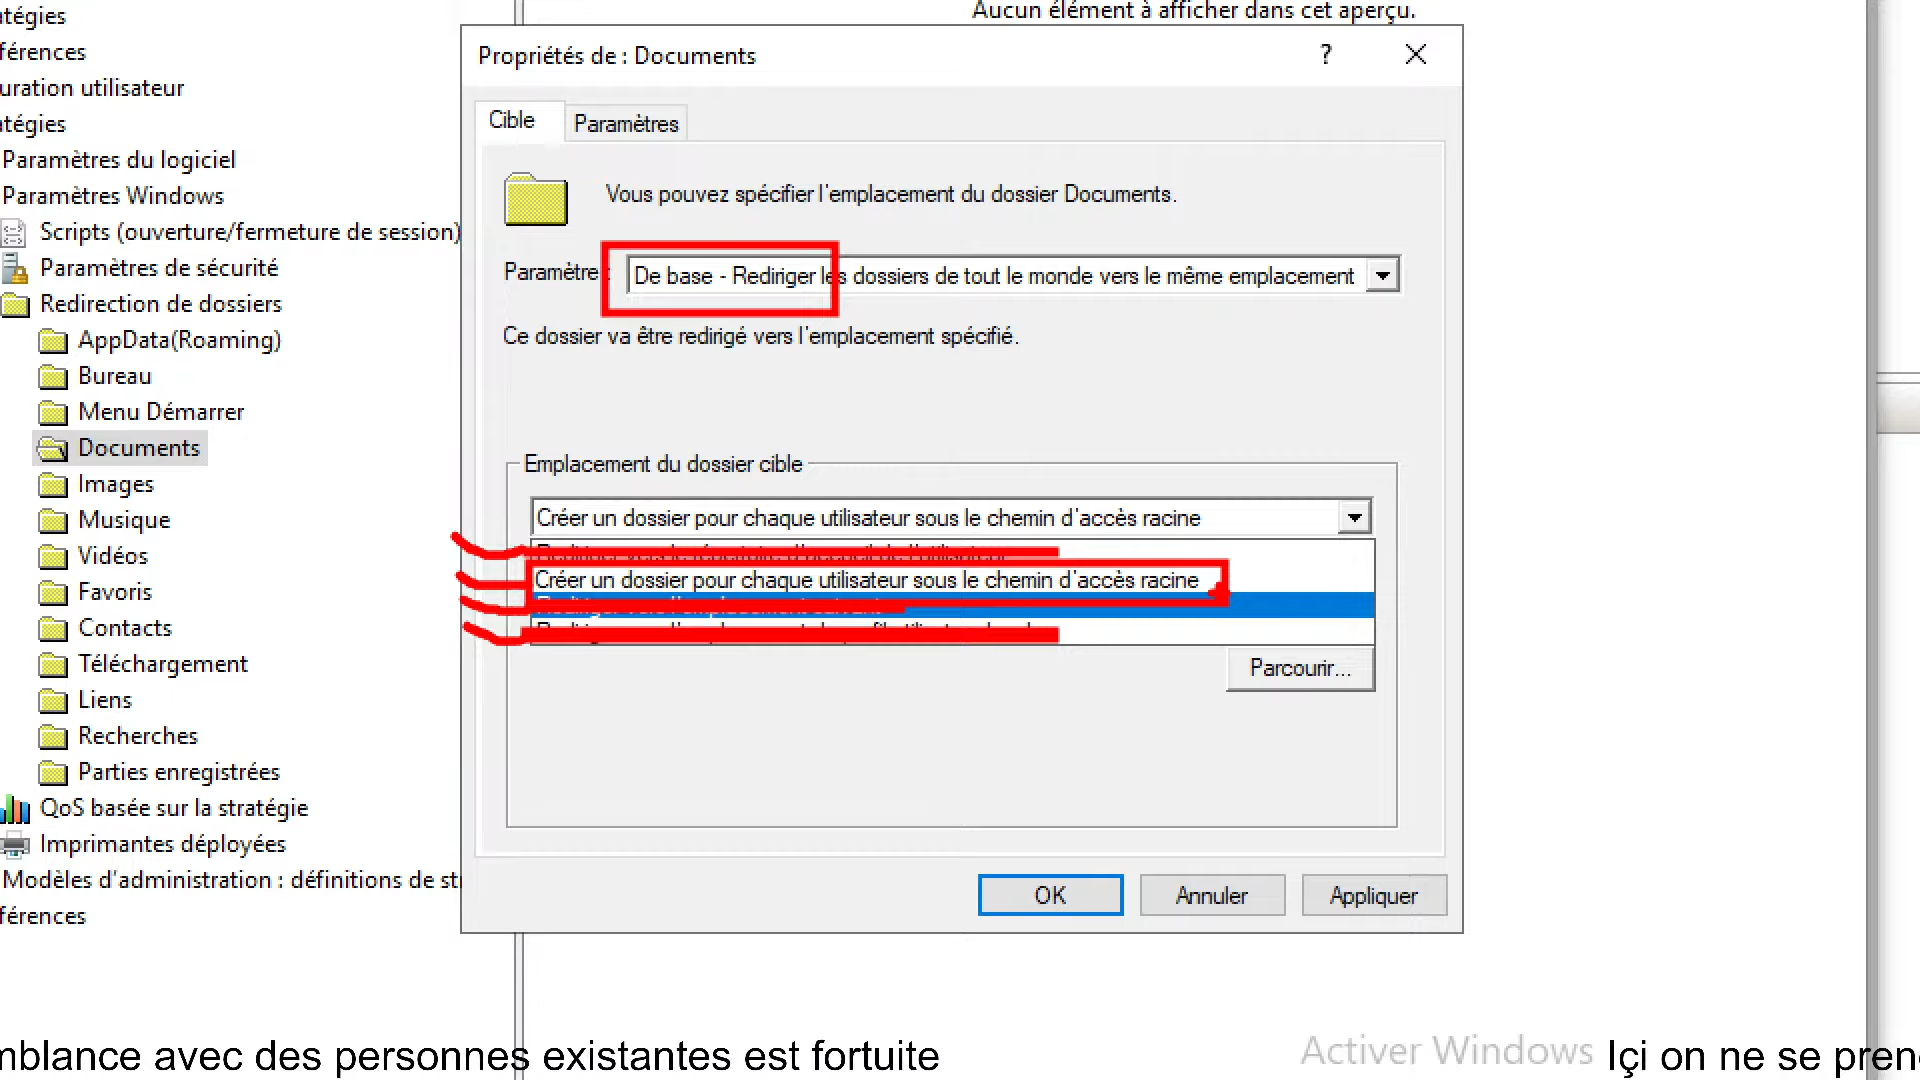 atégies
férences
uration utilisateur
atégies
Paramètres du logiciel
Paramètres Windows
Scripts (ouverture/fermeture de session)
Paramètres de sécurité
Redirection de dossiers
AppData(Roaming)
Bureau
Menu Démarrer
Documents
Images
Musique
Vidéos
Favoris
Contacts
Téléchargement
Liens
Recherches
Parties enregistrées
QoS basée sur la stratégie
Imprimantes déployées
Modèles d'administration : définitions de str
férences
Aucun élément à afficher dans cet aperçu.
Propriétés de : Documents
?
Cible
Paramètres
Vous pouvez spécifier l'emplacement du dossier Documents.
Paramètre :
De base - Rediriger les dossiers de tout le monde vers le même emplacement
Ce dossier va être redirigé vers l'emplacement spécifié.
Emplacement du dossier cible
Créer un dossier pour chaque utilisateur sous le chemin d'accès racine
Créer un dossier pour chaque utilisateur sous le chemin d'accès racine
Parcourir...
OK
Annuler
Appliquer
Activer Windows
mblance avec des personnes existantes est fortuite
Içi on ne se pren